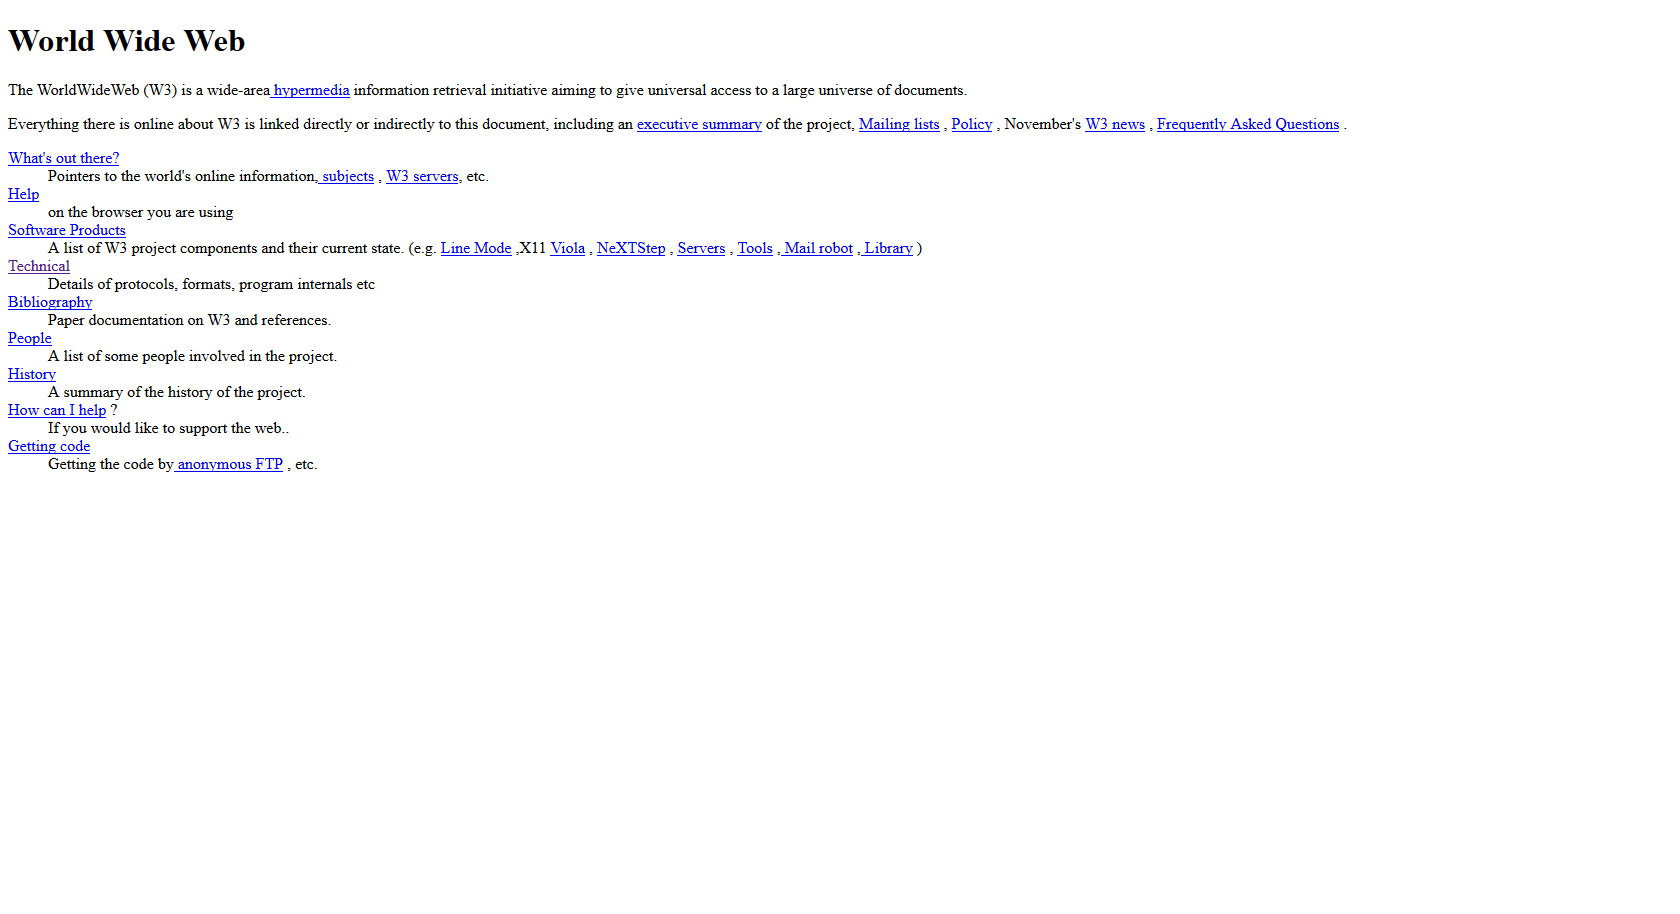 World Wide Web
The WorldWideWeb (W3) is a wide-area hypermedia information retrieval initiative aiming to give universal access to a large universe of documents.
Everything there is online about W3 is linked directly or indirectly to this document, including an executive summary of the project, Mailing lists , Policy , November's W3 news , Frequently Asked Questions .
What's out there?
Pointers to the world's online information, subjects , W3 servers, etc.
Help
on the browser you are using
Software Products
A list of W3 project components and their current state. (e.g. Line Mode ,X11 Viola , NeXTStep , Servers , Tools , Mail robot , Library )
Technical
Details of protocols, formats, program internals etc
Bibliography
Paper documentation on W3 and references.
People
A list of some people involved in the project.
History
A summary of the history of the project.
How can I help ?
If you would like to support the web..
Getting code
Getting the code by anonymous FTP , etc.